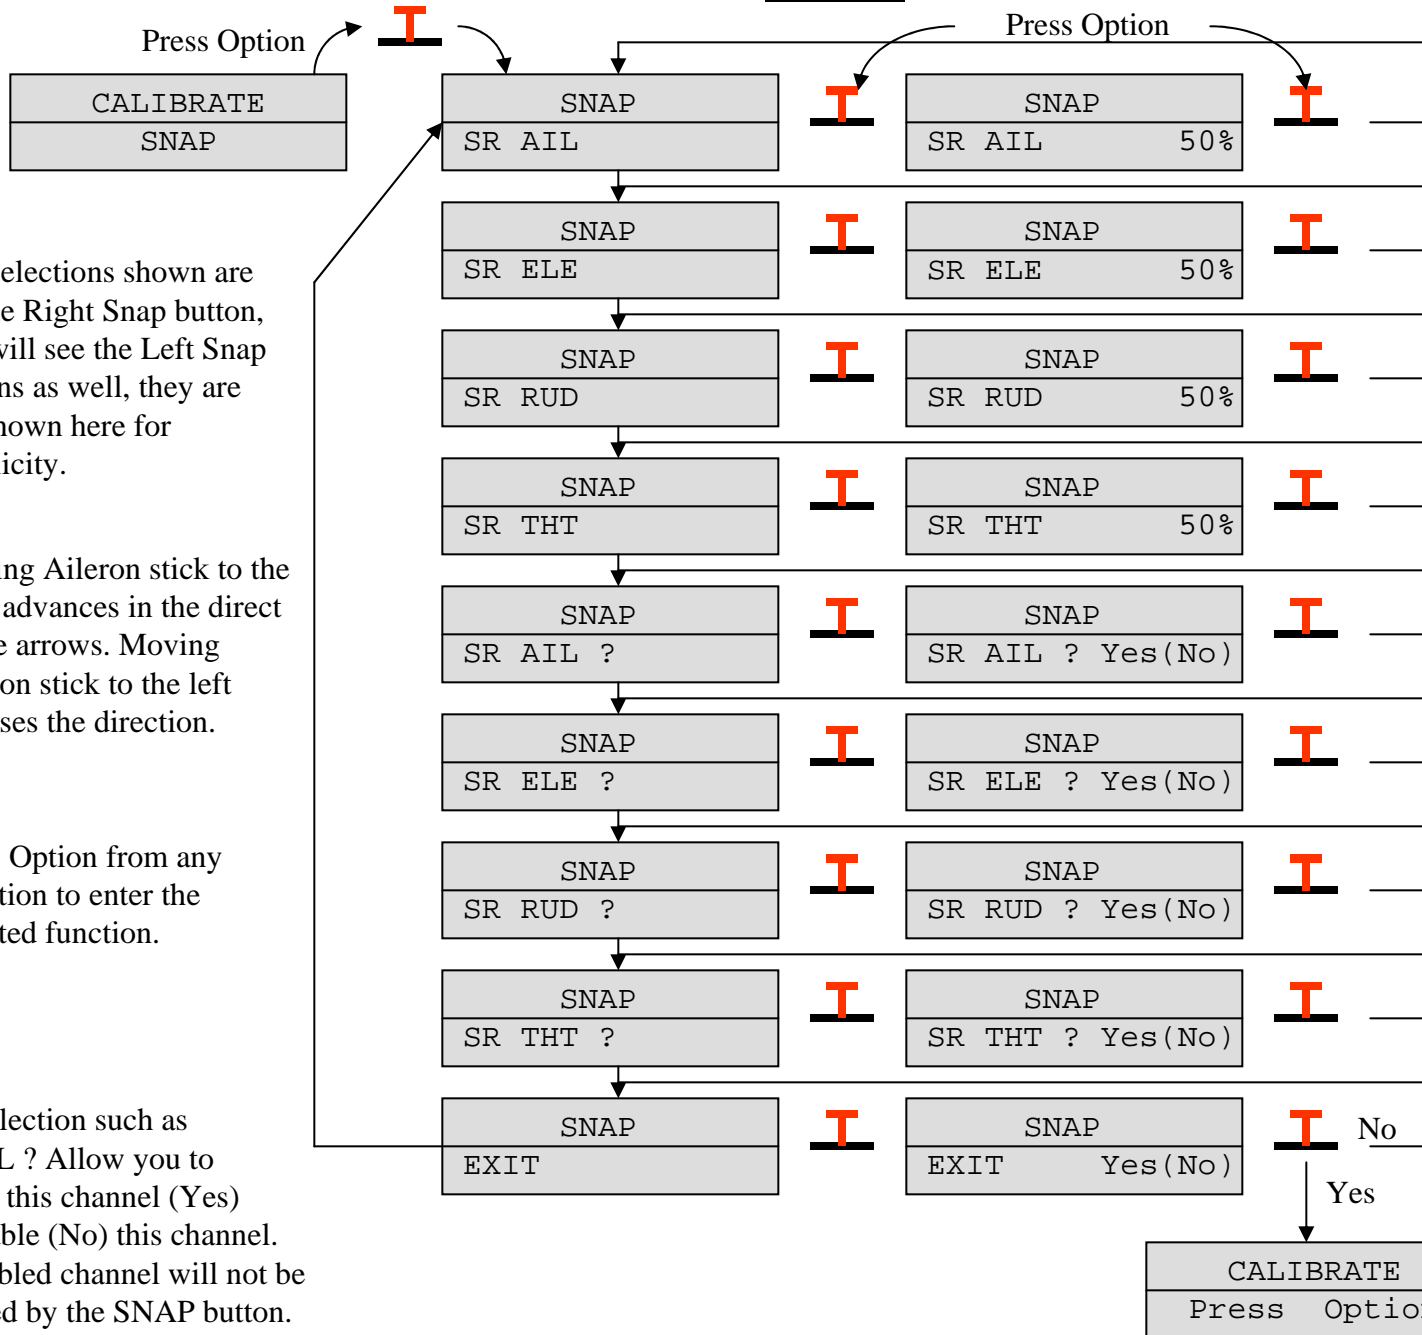 Press Option
Press Option
CALIBRATE
SNAP
SNAP
SR AIL
SNAP
SR AIL 50%
SNAP
SR ELE
SNAP
SR ELE 50%
elections shown are
e Right Snap button,
will see the Left Snap
ns as well, they are
hown here for
licity.
SNAP
SR RUD
SNAP
SR RUD 50%
SNAP
SR THT
SNAP
SR THT 50%
ing Aileron stick to the
advances in the direct
e arrows. Moving
on stick to the left
ses the direction.
SNAP
SR AIL ?
SNAP
SR AIL ? Yes(No)
SNAP
SR ELE ?
SNAP
SR ELE ? Yes(No)
Option from any
tion to enter the
ted function.
SNAP
SR RUD ?
SNAP
SR RUD ? Yes(No)
SNAP
SR THT ?
SNAP
SR THT ? Yes(No)
lection such as
L ? Allow you to
this channel (Yes)
ble (No) this channel.
bled channel will not be
ed by the SNAP button.
SNAP
EXIT
SNAP
EXIT Yes(No)
No
Yes
CALIBRATE
Press Option